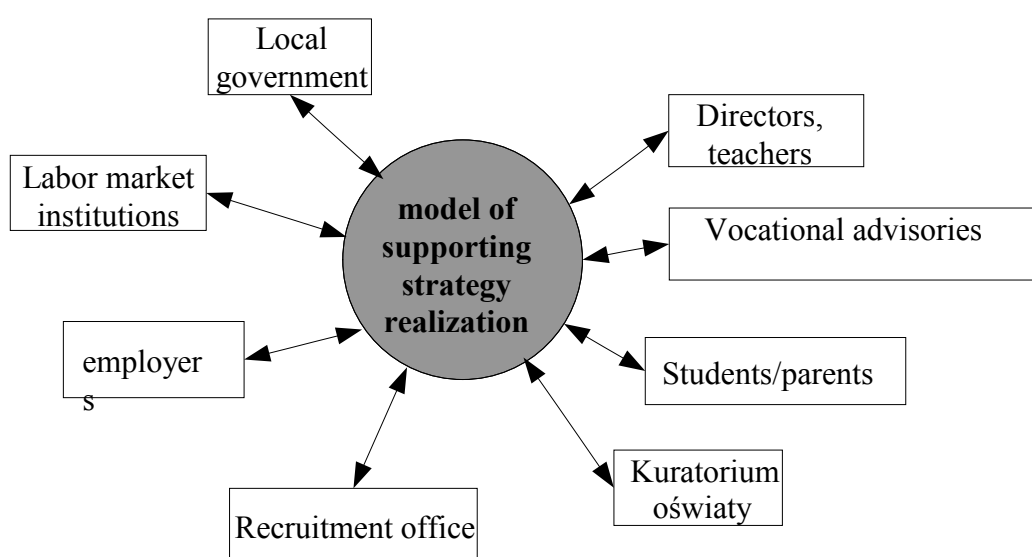 Local
government
Directors,
teachers
Labor market
institutions
model of
supporting
strategy
realization
Vocational advisories
employer
s
Students/parents
Kuratorium
oświaty
Recruitment office